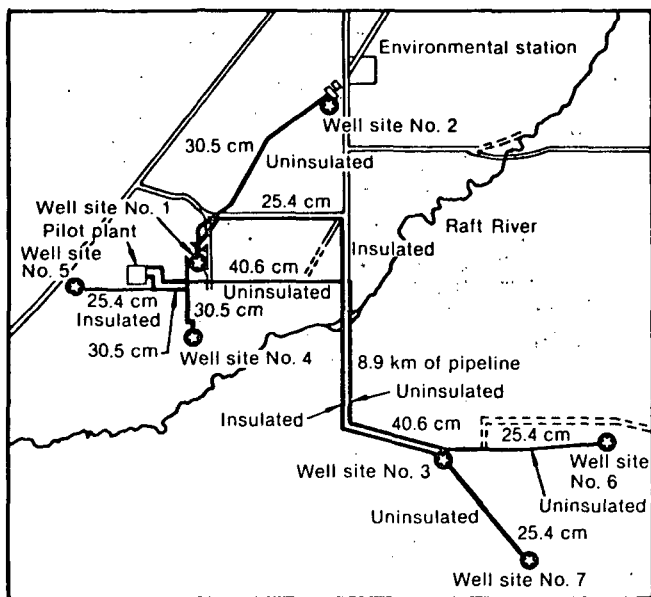 Environmental station
Well site No. 2
30.5 cm
Uninsulated
25.4 cm
Well site No. 1
Pilot plant
Well site
No. 5
Raft River
Insulated
40.6 cm
Uninsulated
25.4 cm
Insulated
30.5 cm
30.5 cm
Well site No. 4
8.9 km of pipeline
Uninsulated
Insulated
40.6 cm
25.4 cm
Well site No. 3
Well site
No. 6
Uninsulated
Uninsulated
25.4 cm
Well site No. 7